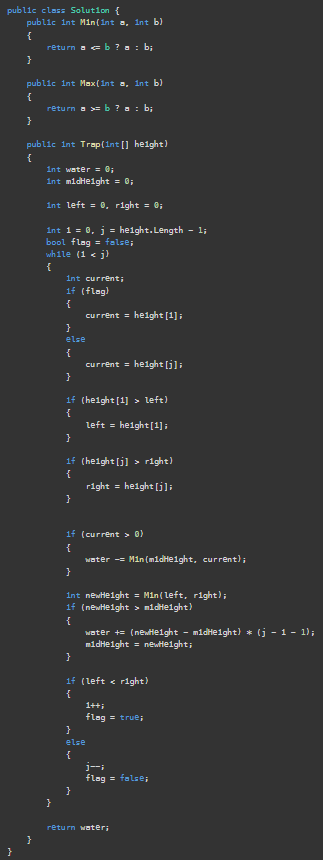 public class Solution {
    public int Min(int a, int b)
    {
        return a <= b ? a : b;
    }

    public int Max(int a, int b)
    {
        return a >= b ? a : b;
    }

    public int Trap(int[] height)
    {
        int water = 0;
        int midHeight = 0;

        int left = 0, right = 0;

        int i = 0, j = height.Length - 1;
        bool flag = false;
        while (i < j)
        {
            int current;
            if (flag)
            {
                current = height[i];
            }
            else
            {
                current = height[j];
            }

            if (height[i] > left)
            {
                left = height[i];
            }

            if (height[j] > right)
            {
                right = height[j];
            }


            if (current > 0)
            {
                water -= Min(midHeight, current);
            }

            int newHeight = Min(left, right);
            if (newHeight > midHeight)
            {
                water += (newHeight - midHeight) * (j - i - 1);
                midHeight = newHeight;
            }

            if (left < right)
            {
                i++;
                flag = true;
            }
            else
            {
                j--;
                flag = false;
            }
        }

        return water;
    }
}